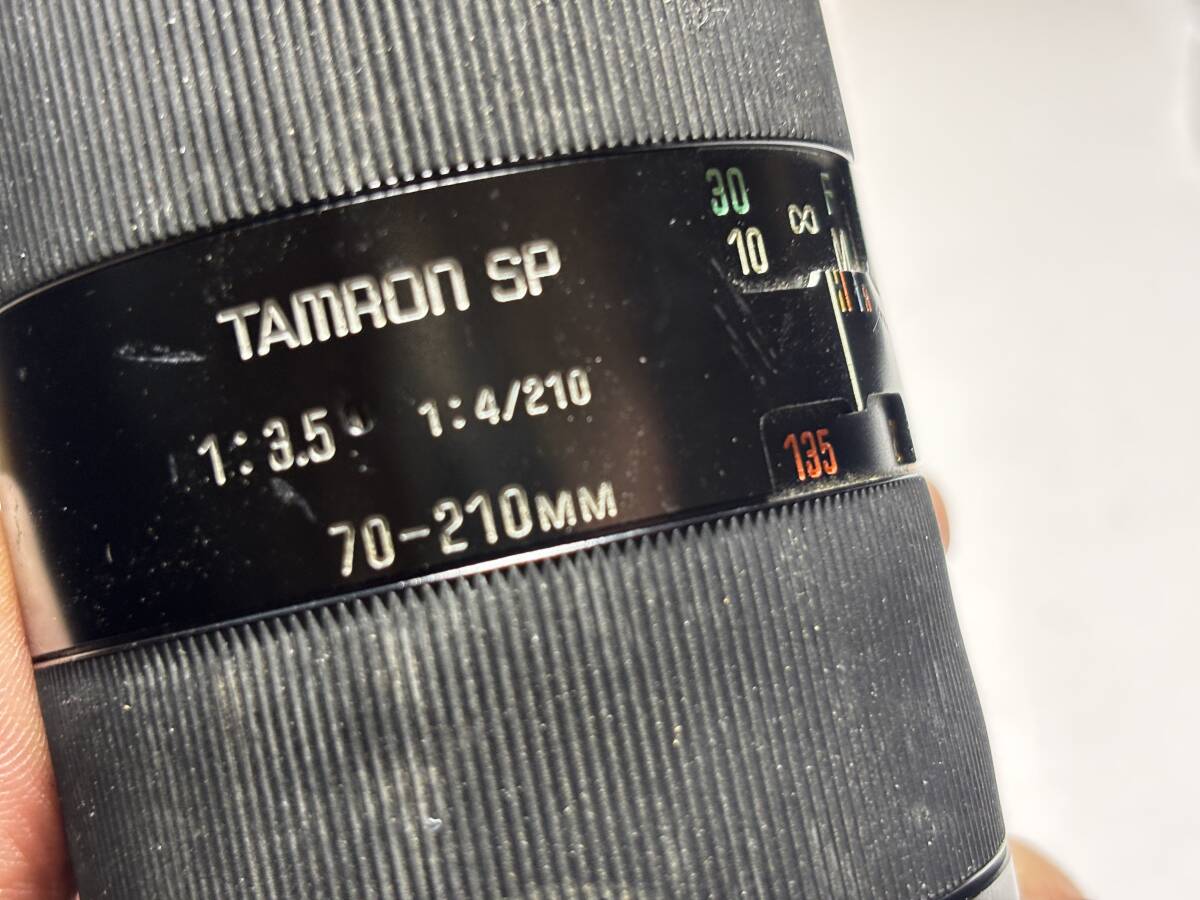 TAMRON SP
1:3.5 1:4/210
70-210MM
30 F
10 ∞ M
135